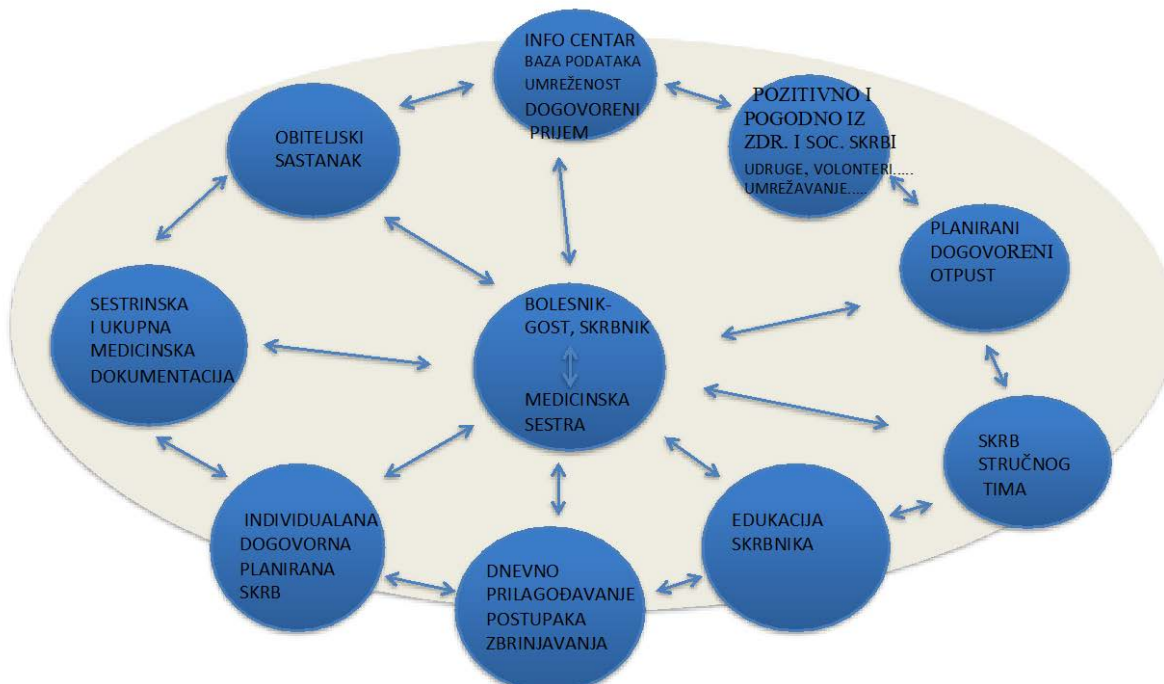 INFO CENTAR
BAZA PODATAKA
UMREŽENOST
DOGOVORENI
PRIJEM
POZITIVNO I
POGODNO IZ
ZDR. I SOC. SKRBI
UDRUGE, VOLONTERI.....
UMREŽAVANJE....
OBITELJSKI
SASTANAK
PLANIRANI
DOGOVORENI
OTPUST
SESTRINSKA
I UKUPNA
MEDICINSKA
DOKUMENTACIJA
BOLESNIK-
GOST, SKRBNIK
MEDICINSKA
SESTRA
SKRB
STRUČNOG
TIMA
INDIVIDUALANA
DOGOVORNA
PLANIRANA
SKRB
DNEVNO
PRILAGOĐAVANJE
POSTUPAKA
ZBRINJAVANJA
EDUKACIJA
SKRBNIKA